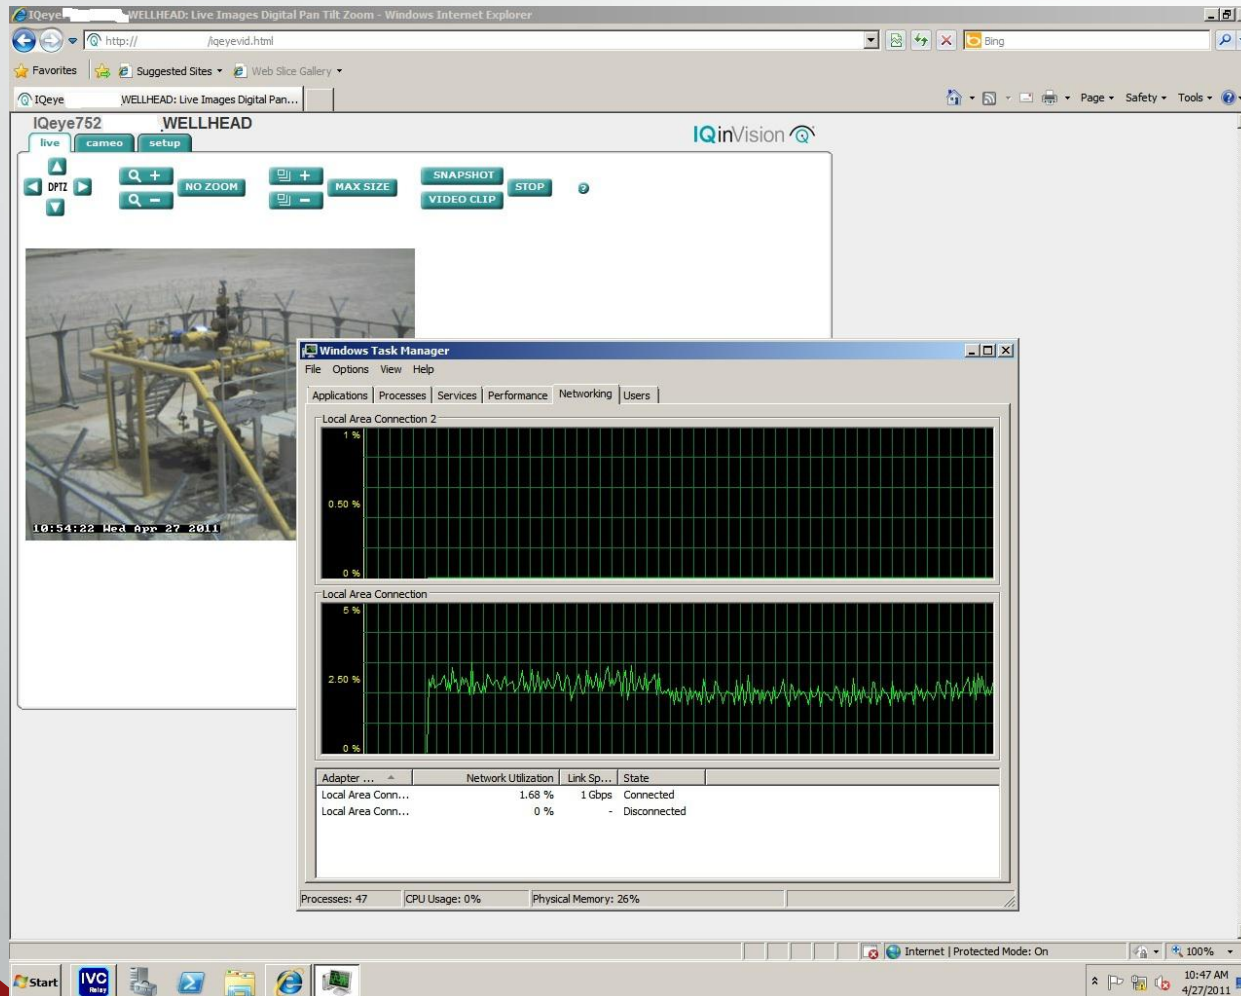 IQeye WELLHEAD: Live Images Digital Pan Tilt Zoom - Windows Internet Explorer
http:// /iqeyevid.html
Bing
Favorites Suggested Sites Web Slice Gallery
IQeye WELLHEAD: Live Images Digital Pan...
Page Safety Tools
IQeye752 WELLHEAD
IQinVision
live cameo setup
DPTZ
NO ZOOM
MAX SIZE
SNAPSHOT
STOP
VIDEO CLIP
10:54:22 Wed Apr 27 2011
Windows Task Manager
File Options View Help
Applications Processes Services Performance Networking Users
Local Area Connection 2
1 %
0.50 %
0 %
Local Area Connection
5 %
2.50 %
0 %
Adapter ... Network Utilization Link Sp... State
Local Area Conn... 1.68 % 1 Gbps Connected
Local Area Conn... 0 % - Disconnected
Processes: 47 CPU Usage: 0% Physical Memory: 26%
Internet | Protected Mode: On 100%
Start
IVC
Relay
10:47 AM
4/27/2011